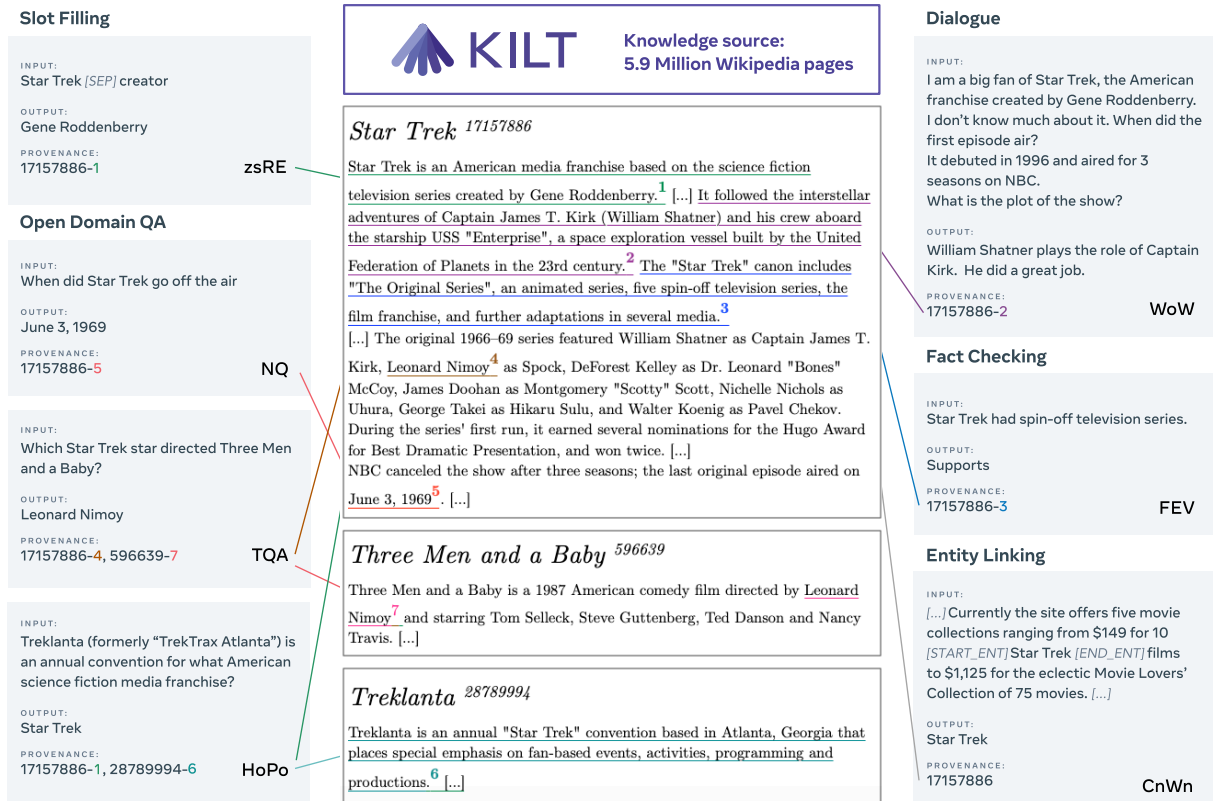 Slot Filling
INPUT:
Star Trek [SEP] creator
OUTPUT:
Gene Roddenberry
PROVENANCE:
17157886-1
zsRE
Open Domain QA
INPUT:
When did Star Trek go off the air
OUTPUT:
June 3, 1969
PROVENANCE:
17157886-5
NQ
INPUT:
Which Star Trek star directed Three Men
and a Baby?
OUTPUT:
Leonard Nimoy
PROVENANCE:
17157886-4, 596639-7
TQA
INPUT:
Treklanta (formerly “TrekTrax Atlanta”) is
an annual convention for what American
science fiction media franchise?
OUTPUT:
Star Trek
PROVENANCE:
17157886-1, 28789994-6
HoPo
KILT
Knowledge source:
5.9 Million Wikipedia pages
Star Trek 17157886
Star Trek is an American media franchise based on the science fiction
television series created by Gene Roddenberry.1 [...] It followed the interstellar
adventures of Captain James T. Kirk (William Shatner) and his crew aboard
the starship USS "Enterprise", a space exploration vessel built by the United
Federation of Planets in the 23rd century.2 The "Star Trek" canon includes
"The Original Series", an animated series, five spin-off television series, the
film franchise, and further adaptations in several media.3
[...] The original 1966–69 series featured William Shatner as Captain James T.
Kirk, Leonard Nimoy4 as Spock, DeForest Kelley as Dr. Leonard "Bones"
McCoy, James Doohan as Montgomery "Scotty" Scott, Nichelle Nichols as
Uhura, George Takei as Hikaru Sulu, and Walter Koenig as Pavel Chekov.
During the series' first run, it earned several nominations for the Hugo Award
for Best Dramatic Presentation, and won twice. [...]
NBC canceled the show after three seasons; the last original episode aired on
June 3, 19695. [...]
Three Men and a Baby 596639
Three Men and a Baby is a 1987 American comedy film directed by Leonard
Nimoy7 and starring Tom Selleck, Steve Guttenberg, Ted Danson and Nancy
Travis. [...]
Treklanta 28789994
Treklanta is an annual "Star Trek" convention based in Atlanta, Georgia that
places special emphasis on fan-based events, activities, programming and
productions.6 [...]
Dialogue
INPUT:
I am a big fan of Star Trek, the American
franchise created by Gene Roddenberry.
I don’t know much about it. When did the
first episode air?
It debuted in 1996 and aired for 3
seasons on NBC.
What is the plot of the show?
OUTPUT:
William Shatner plays the role of Captain
Kirk. He did a great job.
PROVENANCE:
17157886-2
WoW
Fact Checking
INPUT:
Star Trek had spin-off television series.
OUTPUT:
Supports
PROVENANCE:
17157886-3
FEV
Entity Linking
INPUT:
[...] Currently the site offers five movie
collections ranging from $149 for 10
[START_ENT] Star Trek [END_ENT] films
to $1,125 for the eclectic Movie Lovers’
Collection of 75 movies. [...]
OUTPUT:
Star Trek
PROVENANCE:
17157886
CnWn